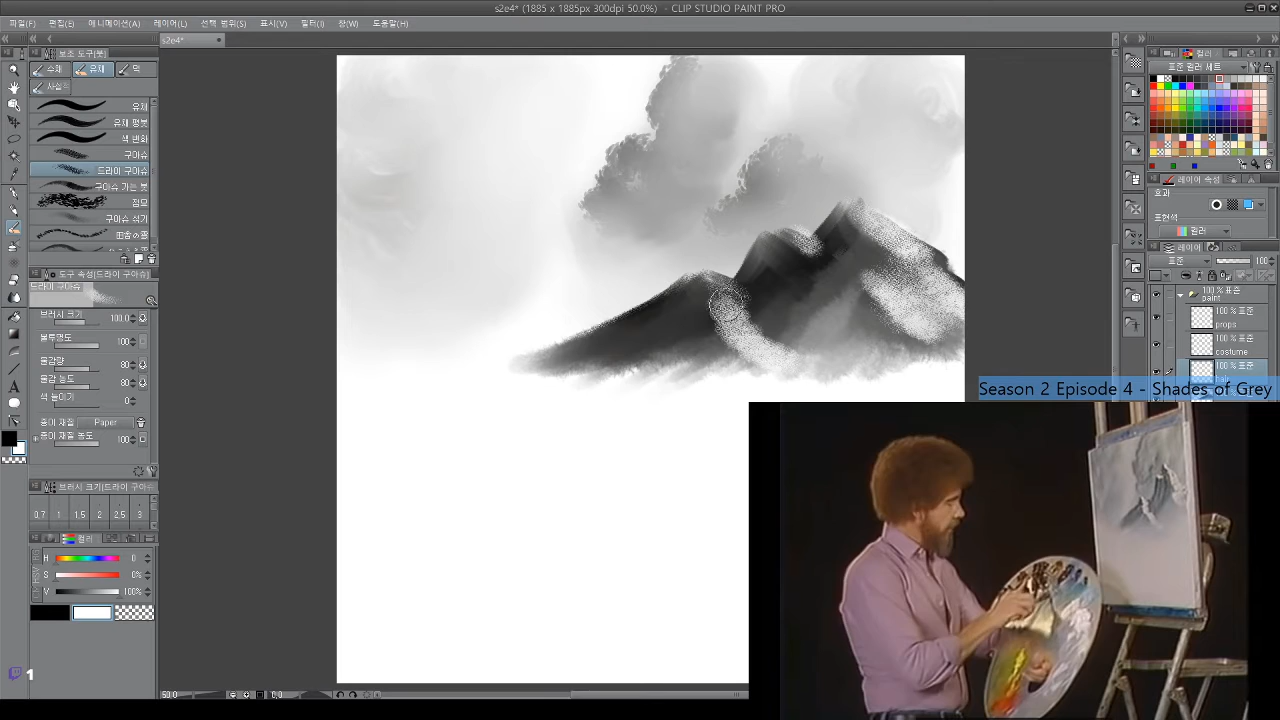 s2e4* (1885 x 1885px 300dpi 50.0%) - CLIP STUDIO PAINT PRO
파일(F) 편집(E) 애니메이션(A) 레이어(L) 선택 범위(S) 표시(V) 필터(I) 창(W) 도움말(H)
s2e4*
보조 도구(붓)
수채 유채 먹
유채
유채 평붓
색 변화
구아슈
드라이 구아슈
구아슈 가는 붓
점묘
구아슈 섞기
도구 속성(드라이 구아슈)
드라이 구아슈
브러시 크기 100.0
불투명도 100
물감량 80
물감 농도 80
색 늘이기 0
종이 재질 Paper
종이 재질 농도 100
브러시 크기(드라이 구아슈)
0.7 1 1.5 2 2.5 3
컬러
H 0
S 0%
V 100%
1
50.0 0.0
컬러
표준 컬러 세트
레이어 속성
효과
표현색
컬러
레이어
표준 100
100 % 표준
paint
100 % 표준
props
100 % 표준
costume
100 % 표준
Season 2 Episode 4 - Shades of Grey